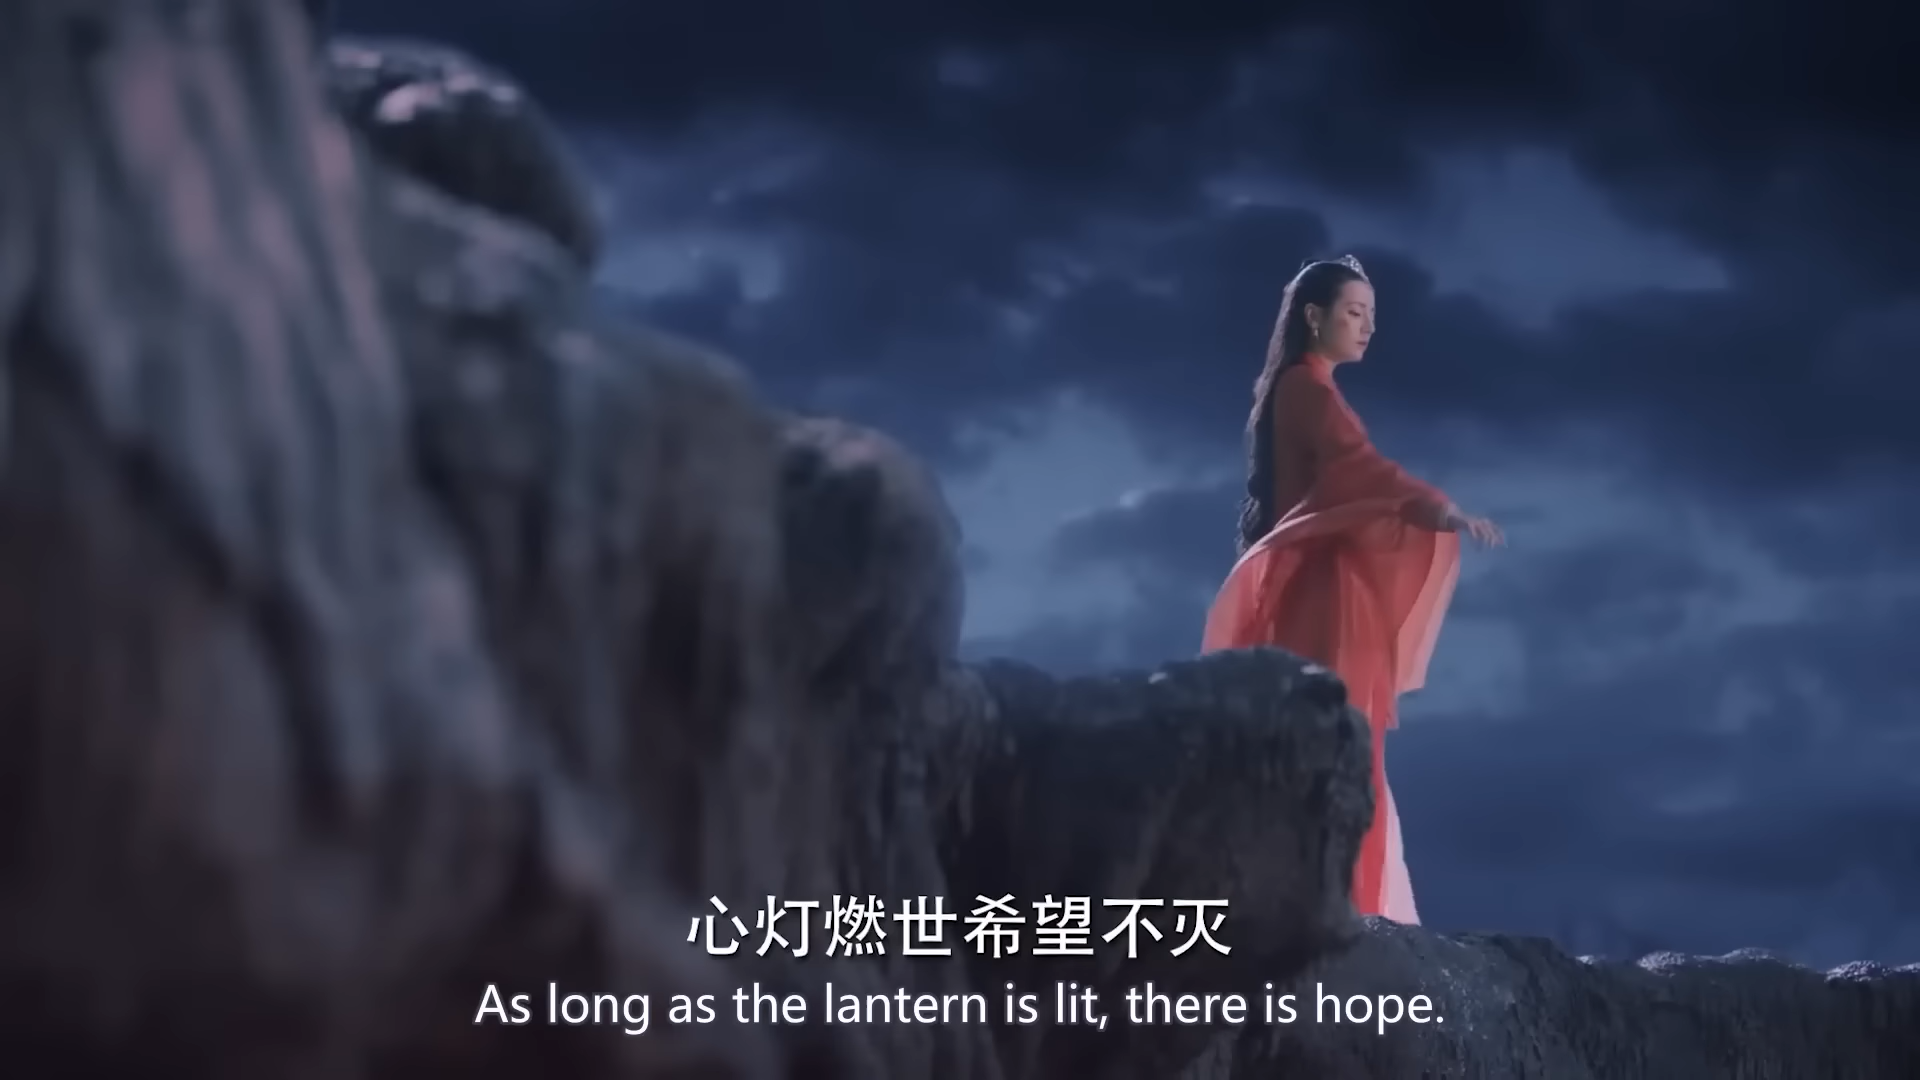 心灯燃世希望不灭
As long as the lantern is lit, there is hope.